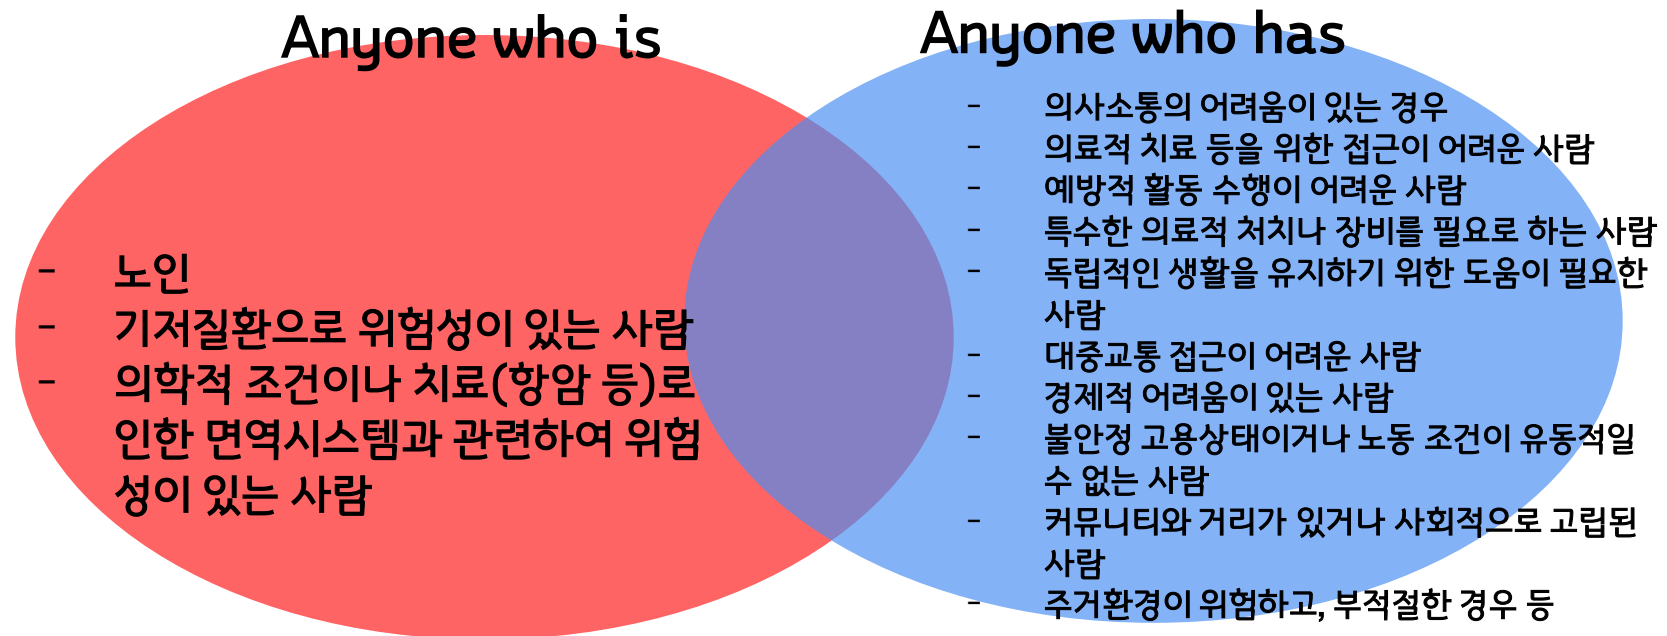 Anyone who is
- 노인
- 기저질환으로 위험성이 있는 사람
- 의학적 조건이나 치료(항암 등)로
인한 면역시스템과 관련하여 위험
성이 있는 사람
Anyone who has
- 의사소통의 어려움이 있는 경우
- 의료적 치료 등을 위한 접근이 어려운 사람
- 예방적 활동 수행이 어려운 사람
- 특수한 의료적 처치나 장비를 필요로 하는 사람
- 독립적인 생활을 유지하기 위한 도움이 필요한
사람
- 대중교통 접근이 어려운 사람
- 경제적 어려움이 있는 사람
- 불안정 고용상태이거나 노동 조건이 유동적일
수 없는 사람
- 커뮤니티와 거리가 있거나 사회적으로 고립된
사람
- 주거환경이 위험하고, 부적절한 경우 등